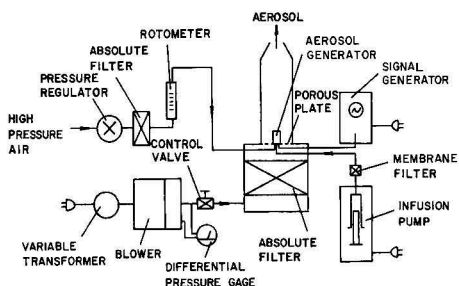 AEROSOL
ROTOMETER
ABSOLUTE
FILTER
PRESSURE
REGULATOR
HIGH
PRESSURE
AIR
AEROSOL
GENERATOR
POROUS
PLATE
SIGNAL
GENERATOR
CONTROL
VALVE
MEMBRANE
FILTER
INFUSION
PUMP
VARIABLE
TRANSFORMER
BLOWER
DIFFERENTIAL
PRESSURE GAGE
ABSOLUTE
FILTER